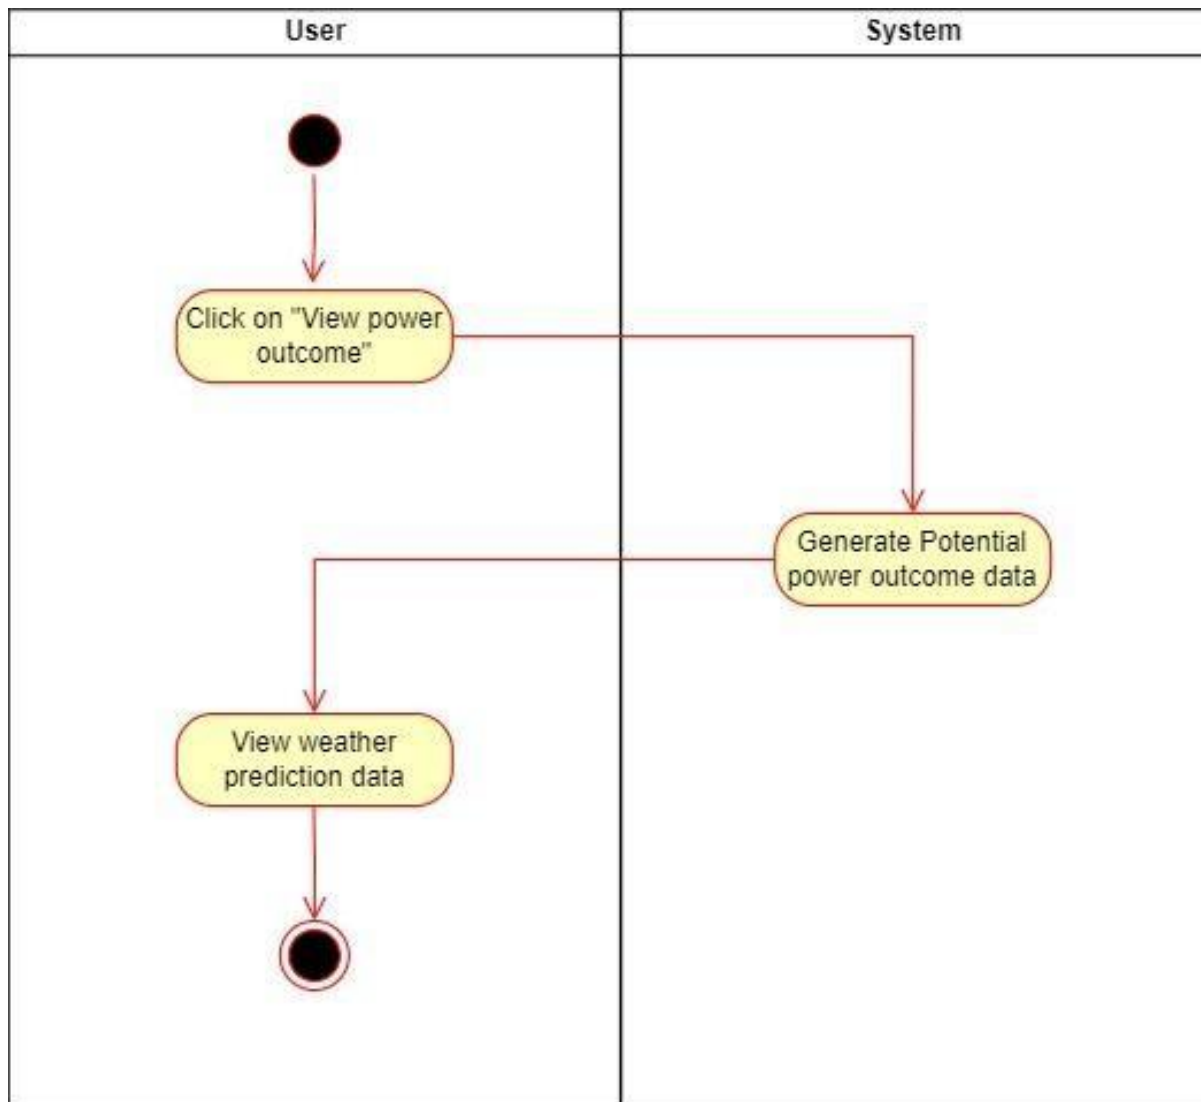 User
System
Click on "View power
outcome"
Generate Potential
power outcome data
View weather
prediction data